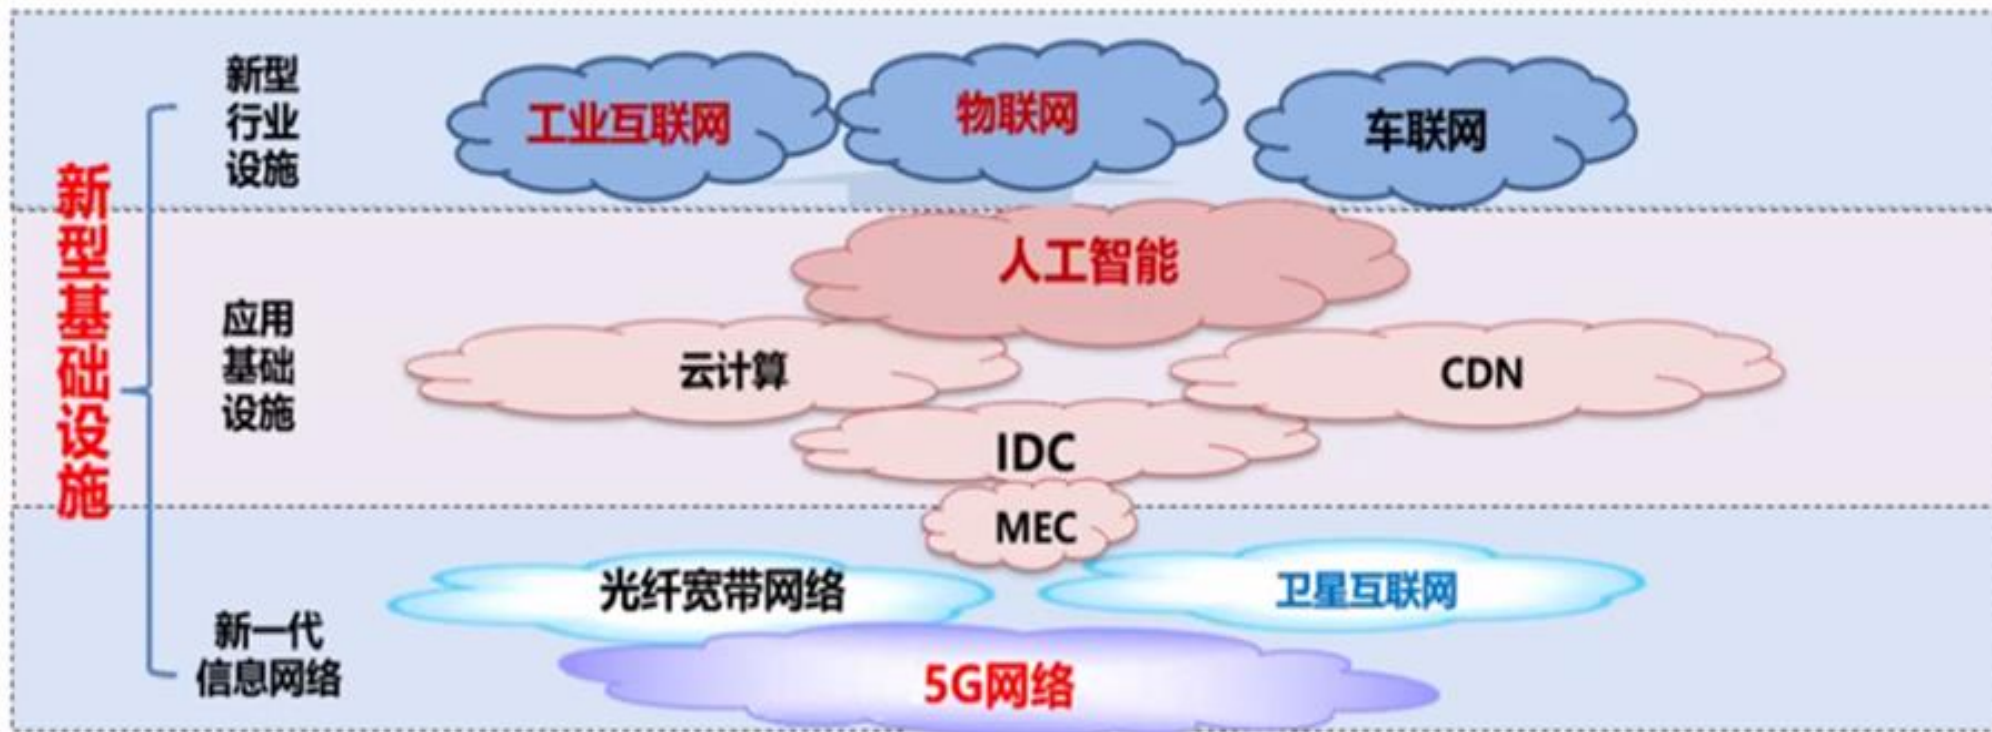 新型基础设施
新型
行业
设施
工业互联网
物联网
车联网
应用
基础
设施
人工智能
云计算
CDN
IDC
MEC
新一代
信息网络
光纤宽带网络
卫星互联网
5G网络